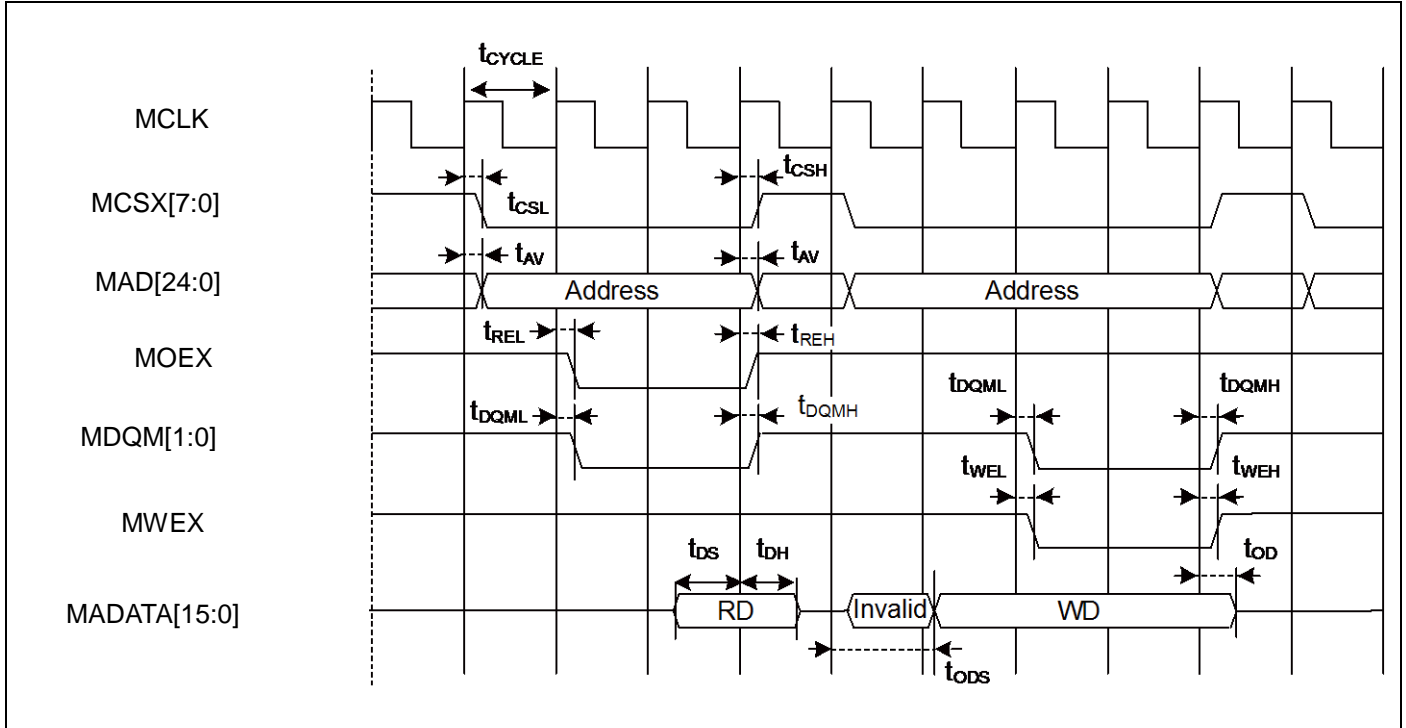 tCYCLE
MCLK
tCSH
MCSX[7:0]
tCSL
tAV tAV
MAD[24:0] Address Address
tREL tREH
MOEX
tDQML tDQMH
tDQML tDQMH
MDQM[1:0]
tWEL tWEH
MWEX
tDS tDH tOD
MADATA[15:0] RD Invalid WD
tODS